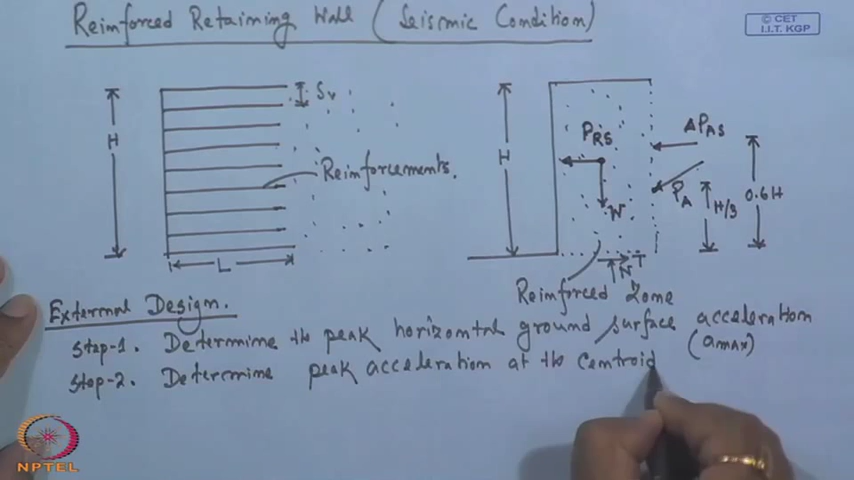 Reinforced Retaining Wall (Seismic Condition)
© CET
I.I.T. KGP
H
Sv
Reinforcements.
L
H
PRS
W
ΔPAS
PA
H/3
0.6H
N
T
Reinforced Zone
External Design.
Step-1. Determine the peak horizontal ground surface acceleration
(amax)
Step-2. Determine peak acceleration at the centroid
NPTEL